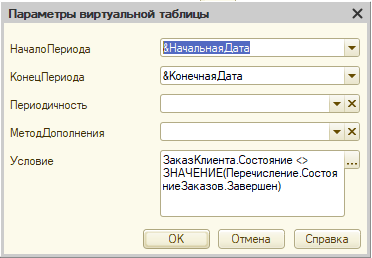 Параметры виртуальной таблицы
НачалоПериода &НачальнаяДата
КонецПериода &КонечнаяДата
Периодичность
МетодДополнения
Условие
ЗаказКлиента.Состояние <>
ЗНАЧЕНИЕ(Перечисление.Состоя
ниеЗаказов.Завершен)
OK Отмена Справка